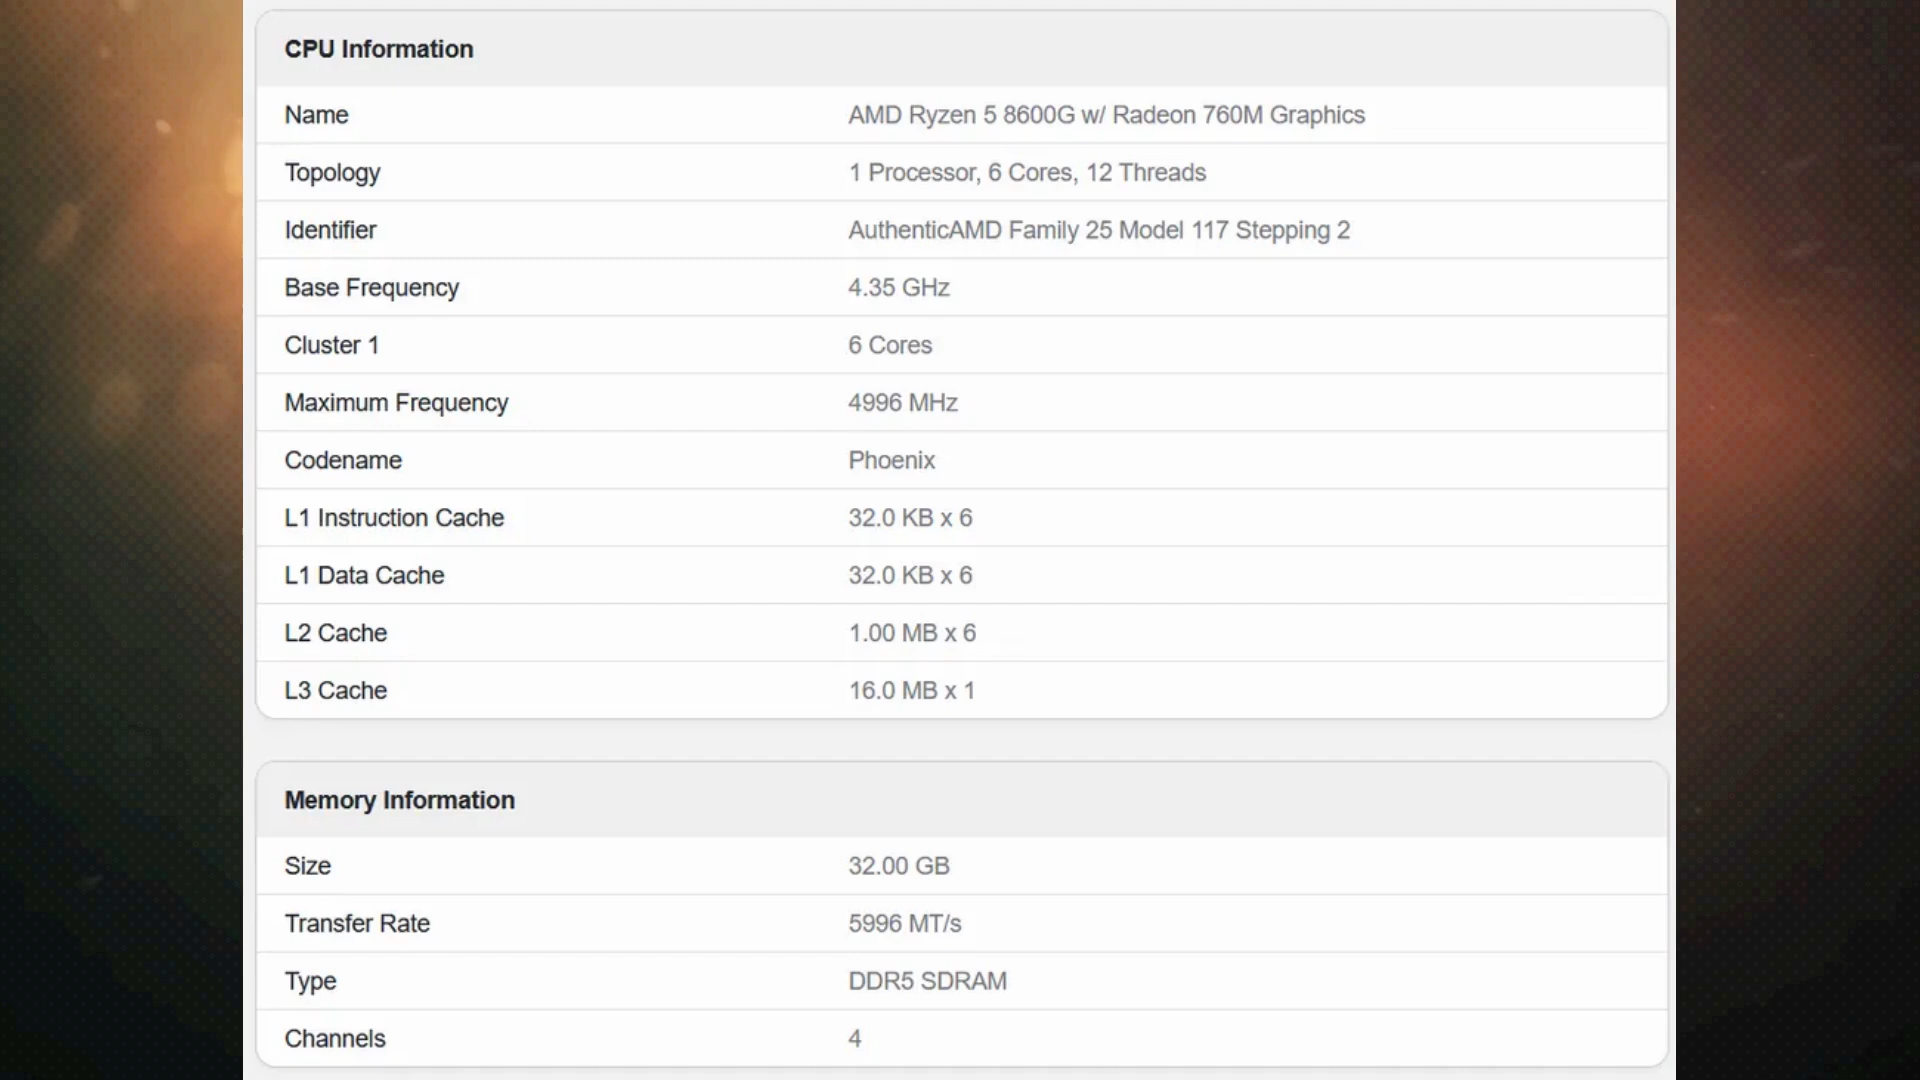 CPU Information
Name AMD Ryzen 5 8600G w/ Radeon 760M Graphics
Topology 1 Processor, 6 Cores, 12 Threads
Identifier AuthenticAMD Family 25 Model 117 Stepping 2
Base Frequency 4.35 GHz
Cluster 1 6 Cores
Maximum Frequency 4996 MHz
Codename Phoenix
L1 Instruction Cache 32.0 KB x 6
L1 Data Cache 32.0 KB x 6
L2 Cache 1.00 MB x 6
L3 Cache 16.0 MB x 1
Memory Information
Size 32.00 GB
Transfer Rate 5996 MT/s
Type DDR5 SDRAM
Channels 4